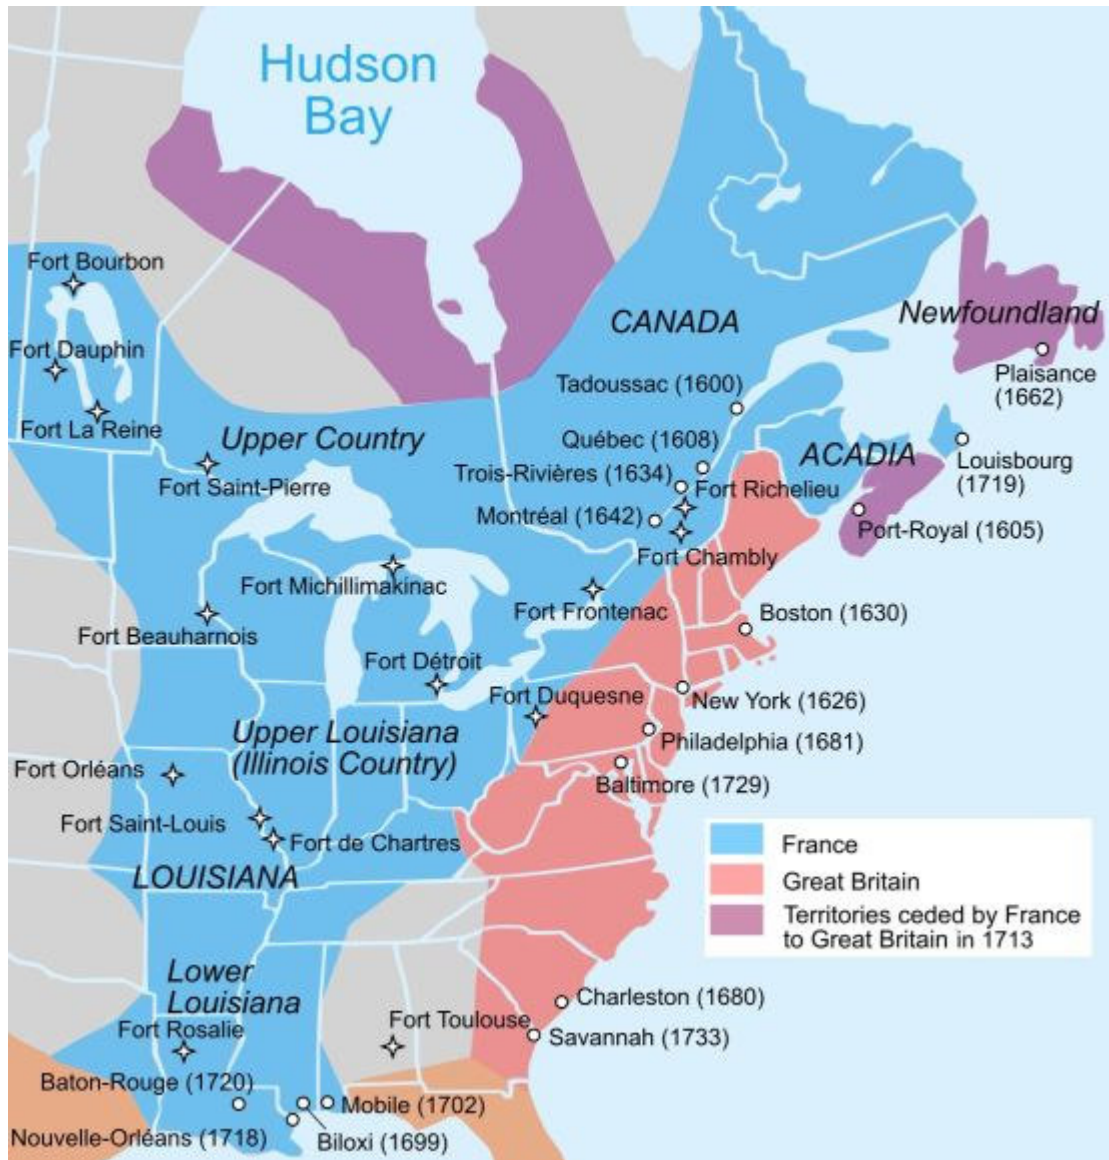 Hudson
Bay
Fort Bourbon
CANADA
Newfoundland
Fort Dauphin
Plaisance
(1662)
Tadoussac (1600)
Fort La Reine
Upper Country
Québec (1608)
ACADIA
Louisbourg
(1719)
Trois-Rivières (1634)
Fort Saint-Pierre
Fort Richelieu
Montréal (1642)
Port-Royal (1605)
Fort Chambly
Fort Michillimakinac
Fort Frontenac
Boston (1630)
Fort Beauharnois
Fort Détroit
Fort Duquesne
New York (1626)
Upper Louisiana
(Illinois Country)
Philadelphia (1681)
Fort Orléans
Baltimore (1729)
Fort Saint-Louis
Fort de Chartres
France
LOUISIANA
Great Britain
Territories ceded by France
to Great Britain in 1713
Lower
Louisiana
Charleston (1680)
Fort Rosalie
Fort Toulouse
Savannah (1733)
Baton-Rouge (1720)
Mobile (1702)
Nouvelle-Orléans (1718)
Biloxi (1699)